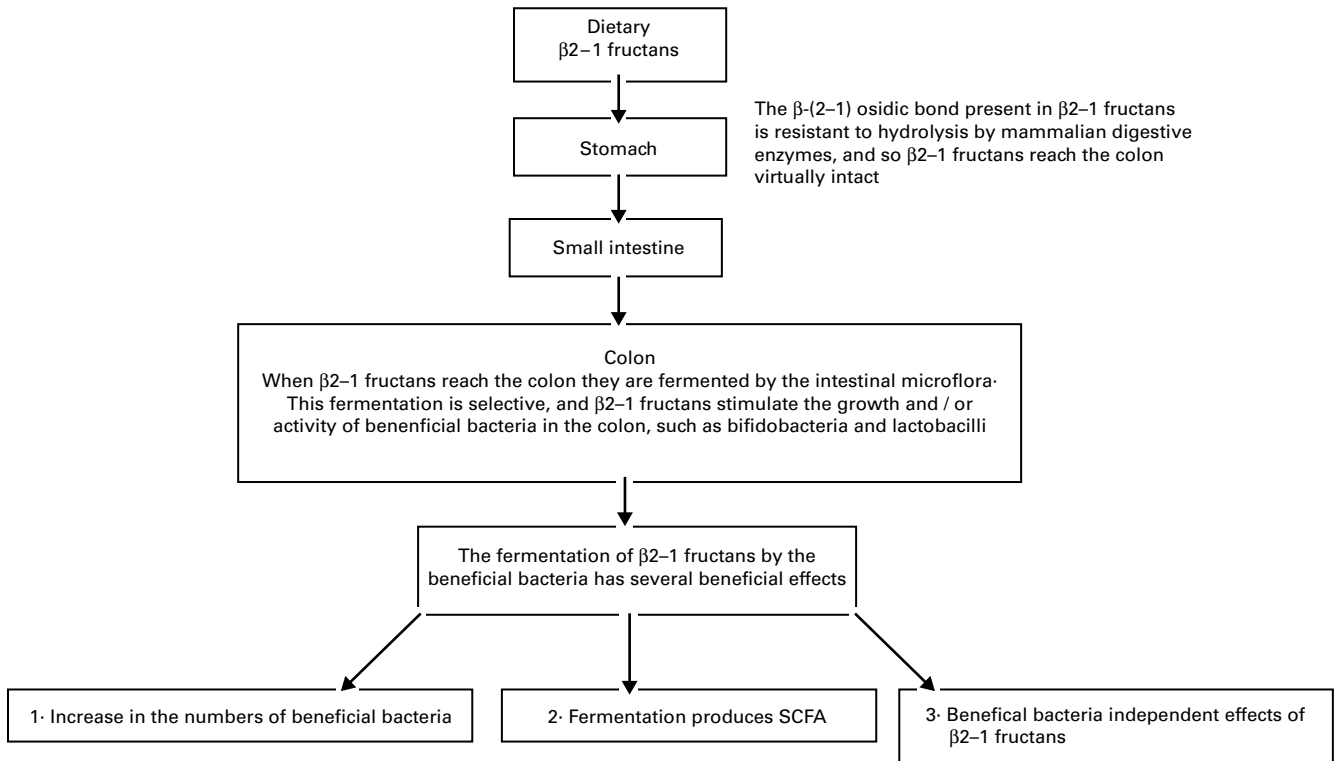 Dietary
β2–1 fructans
The β-(2–1) osidic bond present in β2–1 fructans
is resistant to hydrolysis by mammalian digestive
enzymes, and so β2–1 fructans reach the colon
virtually intact
Stomach
Small intestine
Colon
When β2–1 fructans reach the colon they are fermented by the intestinal microflora·
This fermentation is selective, and β2–1 fructans stimulate the growth and / or
activity of benenficial bacteria in the colon, such as bifidobacteria and lactobacilli
The fermentation of β2–1 fructans by the
beneficial bacteria has several beneficial effects
1· Increase in the numbers of beneficial bacteria
2· Fermentation produces SCFA
3· Benefical bacteria independent effects of
β2–1 fructans